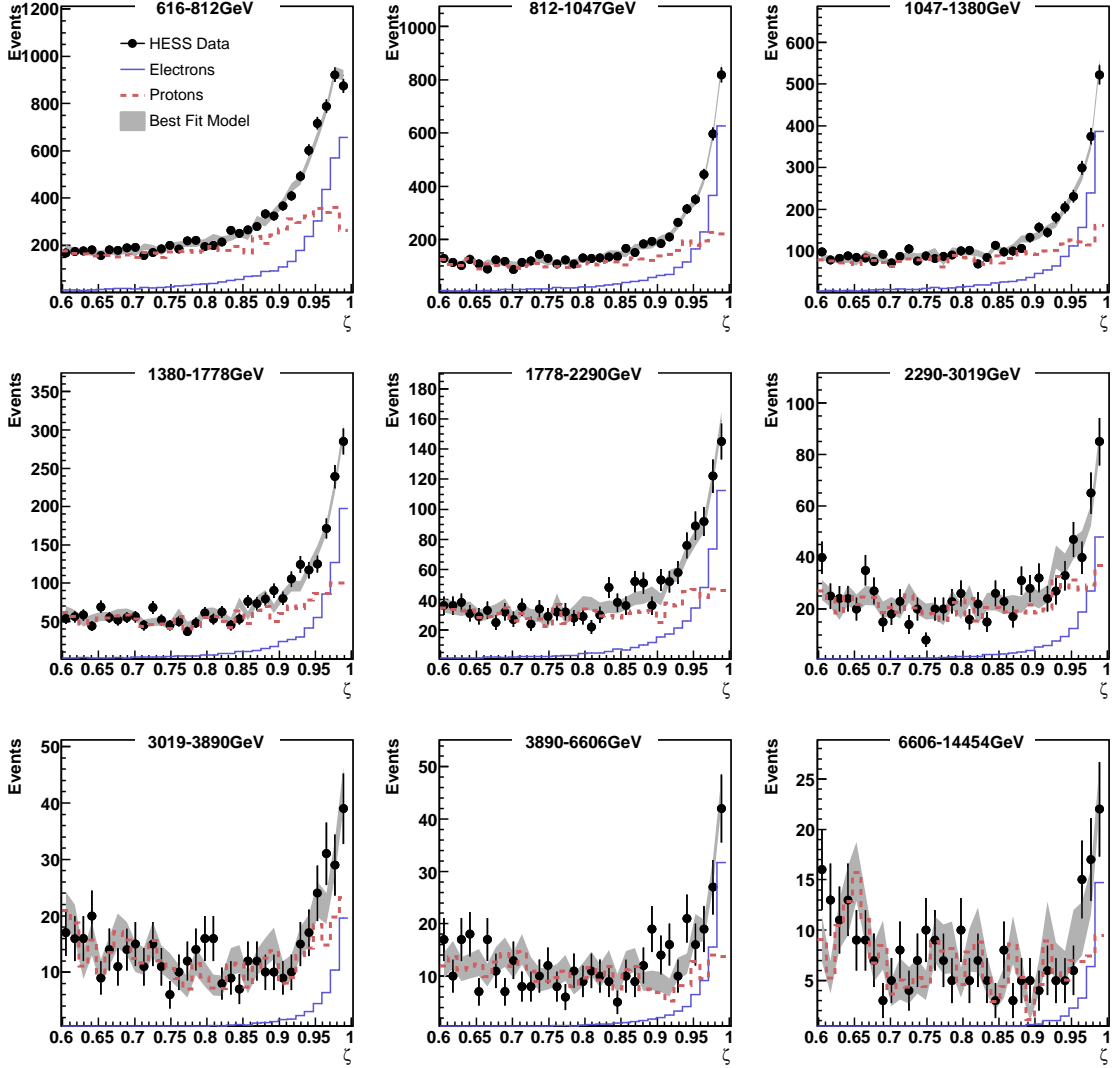 616-812GeV
Events
1200
1000
800
600
400
200
HESS Data
Electrons
Protons
Best Fit Model
0.6 0.65 0.7 0.75 0.8 0.85 0.9 0.95 1
ζ
812-1047GeV
Events
1000
800
600
400
200
0.6 0.65 0.7 0.75 0.8 0.85 0.9 0.95 1
ζ
1047-1380GeV
Events
600
500
400
300
200
100
0.6 0.65 0.7 0.75 0.8 0.85 0.9 0.95 1
ζ
1380-1778GeV
Events
350
300
250
200
150
100
50
0.6 0.65 0.7 0.75 0.8 0.85 0.9 0.95 1
ζ
1778-2290GeV
Events
180
160
140
120
100
80
60
40
20
0.6 0.65 0.7 0.75 0.8 0.85 0.9 0.95 1
ζ
2290-3019GeV
Events
100
80
60
40
20
0.6 0.65 0.7 0.75 0.8 0.85 0.9 0.95 1
ζ
3019-3890GeV
Events
50
40
30
20
10
0.6 0.65 0.7 0.75 0.8 0.85 0.9 0.95 1
ζ
3890-6606GeV
Events
50
40
30
20
10
0.6 0.65 0.7 0.75 0.8 0.85 0.9 0.95 1
ζ
6606-14454GeV
Events
25
20
15
10
5
0.6 0.65 0.7 0.75 0.8 0.85 0.9 0.95 1
ζ